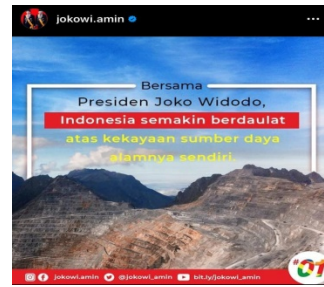 jokowi.amin
Bersama
Presiden Joko Widodo,
Indonesia semakin berdaulat
atas kekayaan sumber daya
alamnya sendiri
jokowi.amin @jokowi_amin bit.ly/jokowi_amin
#01